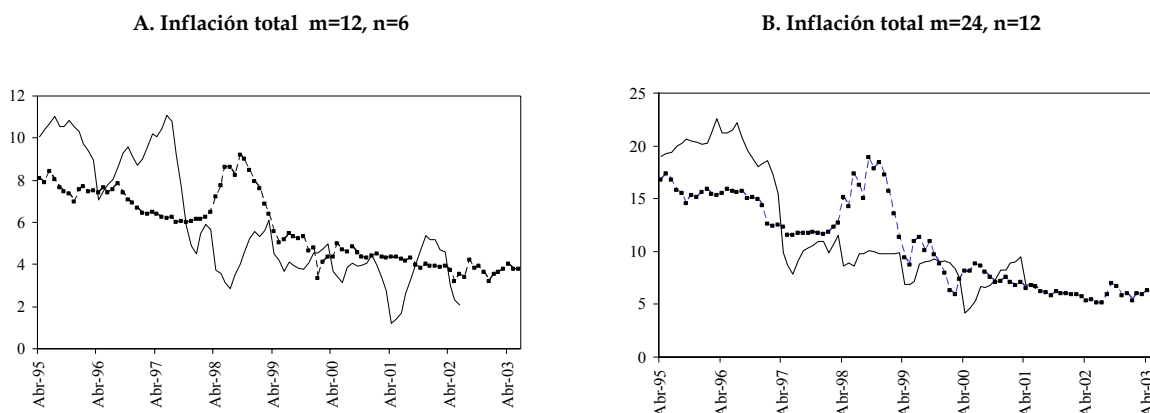 A. Inflación total m=12, n=6
B. Inflación total m=24, n=12
12
10
8
6
4
2
0
Abr-95
Abr-96
Abr-97
Abr-98
Abr-99
Abr-00
Abr-01
Abr-02
Abr-03
25
20
15
10
5
0
Abr-95
Abr-96
Abr-97
Abr-98
Abr-99
Abr-00
Abr-01
Abr-02
Abr-03